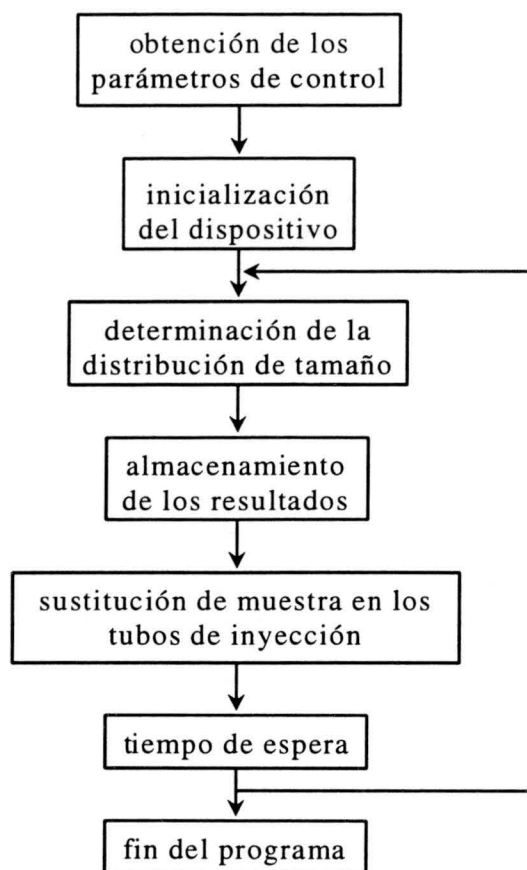 obtención de los
parámetros de control
inicialización
del dispositivo
determinación de la
distribución de tamaño
almacenamiento
de los resultados
sustitución de muestra en los
tubos de inyección
tiempo de espera
fin del programa